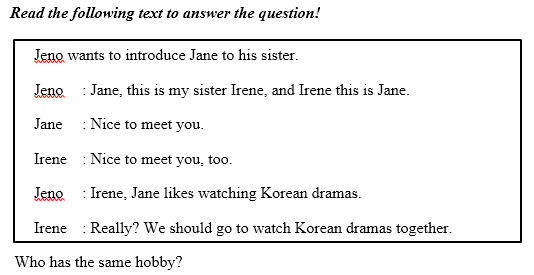 Read the following text to answer the question!
Jeno wants to introduce Jane to his sister.
Jeno : Jane, this is my sister Irene, and Irene this is Jane.
Jane : Nice to meet you.
Irene : Nice to meet you, too.
Jeno : Irene, Jane likes watching Korean dramas.
Irene : Really? We should go to watch Korean dramas together.
Who has the same hobby?